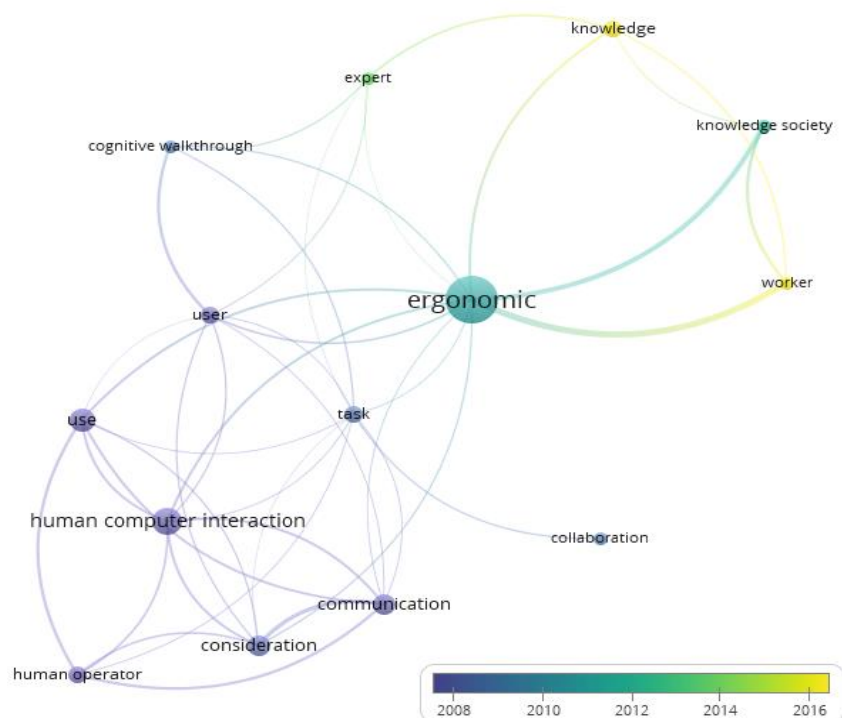 knowledge
expert
knowledge society
cognitive walkthrough
worker
ergonomic
user
task
use
human computer interaction
collaboration
communication
consideration
human operator
2008 2010 2012 2014 2016